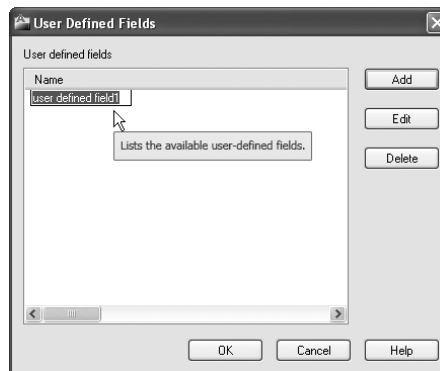 User Defined Fields
User defined fields
Name
Add
user defined field1
Edit
Lists the available user-defined fields.
Delete
OK
Cancel
Help